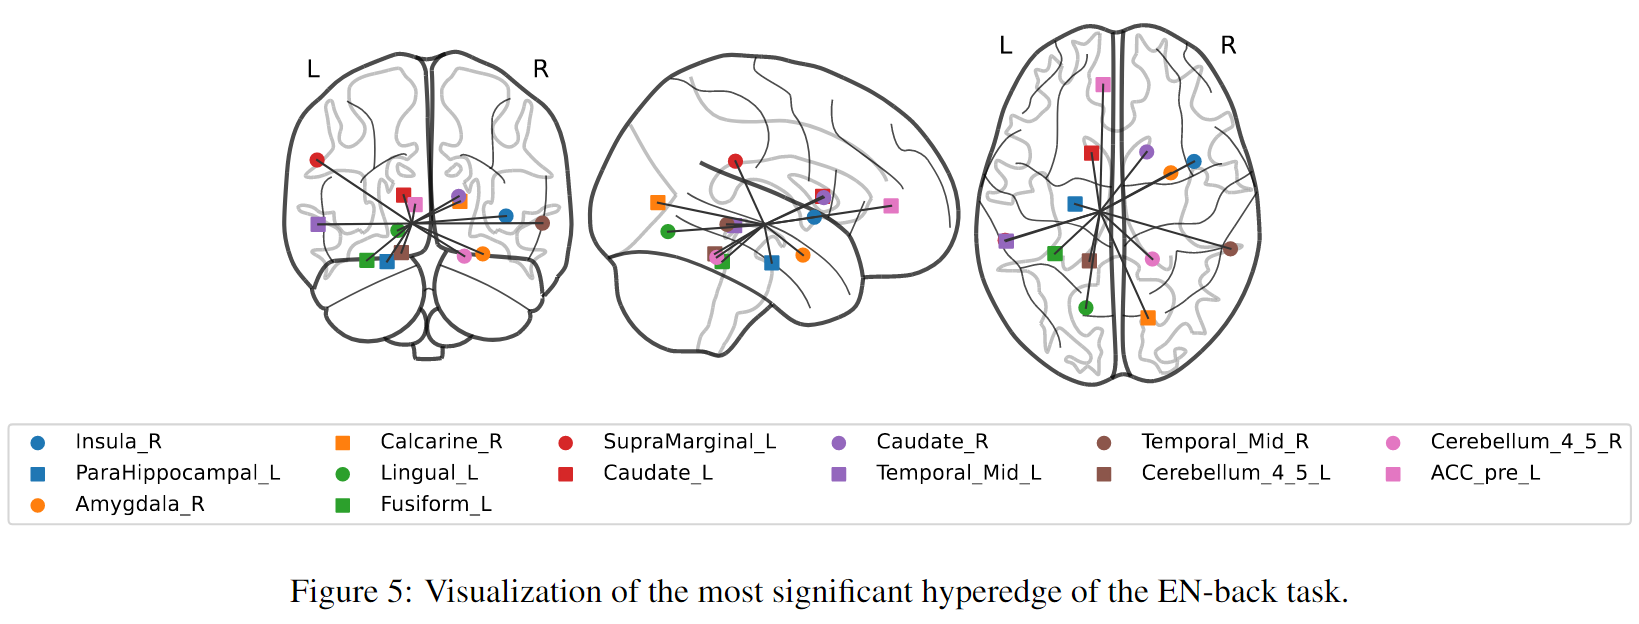 L R L R
Insula_R Calcarine_R SupraMarginal_L Caudate_R Temporal_Mid_R Cerebellum_4_5_R
ParaHippocampal_L Lingual_L Caudate_L Temporal_Mid_L Cerebellum_4_5_L ACC_pre_L
Amygdala_R Fusiform_L
Figure 5: Visualization of the most significant hyperedge of the EN-back task.